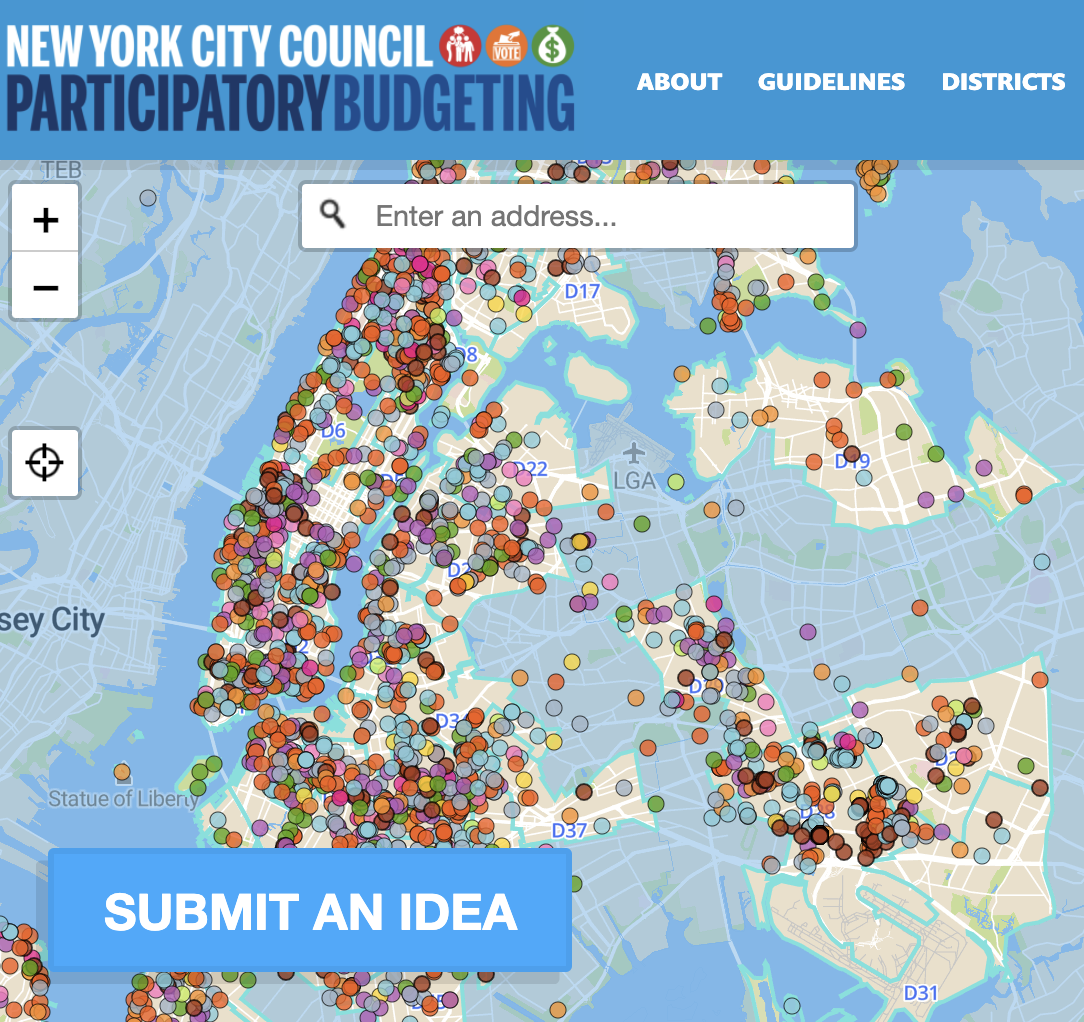 NEW YORK CITY COUNCIL
VOTE
$
PARTICIPATORYBUDGETING
ABOUT GUIDELINES DISTRICTS
TEB
+
Enter an address...
−
D17
D8
D6
D22
LGA
D19
sey City
D3
Statue of Liberty
D37
SUBMIT AN IDEA
D31